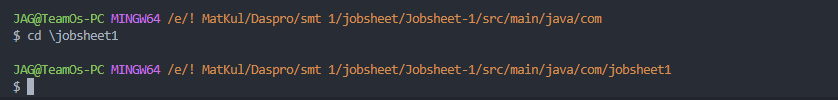 JAG@TeamOs-PC MINGW64 /e/! MatKul/Daspro/smt 1/jobsheet/Jobsheet-1/src/main/java/com
$ cd \jobsheet1
JAG@TeamOs-PC MINGW64 /e/! MatKul/Daspro/smt 1/jobsheet/Jobsheet-1/src/main/java/com/jobsheet1
$